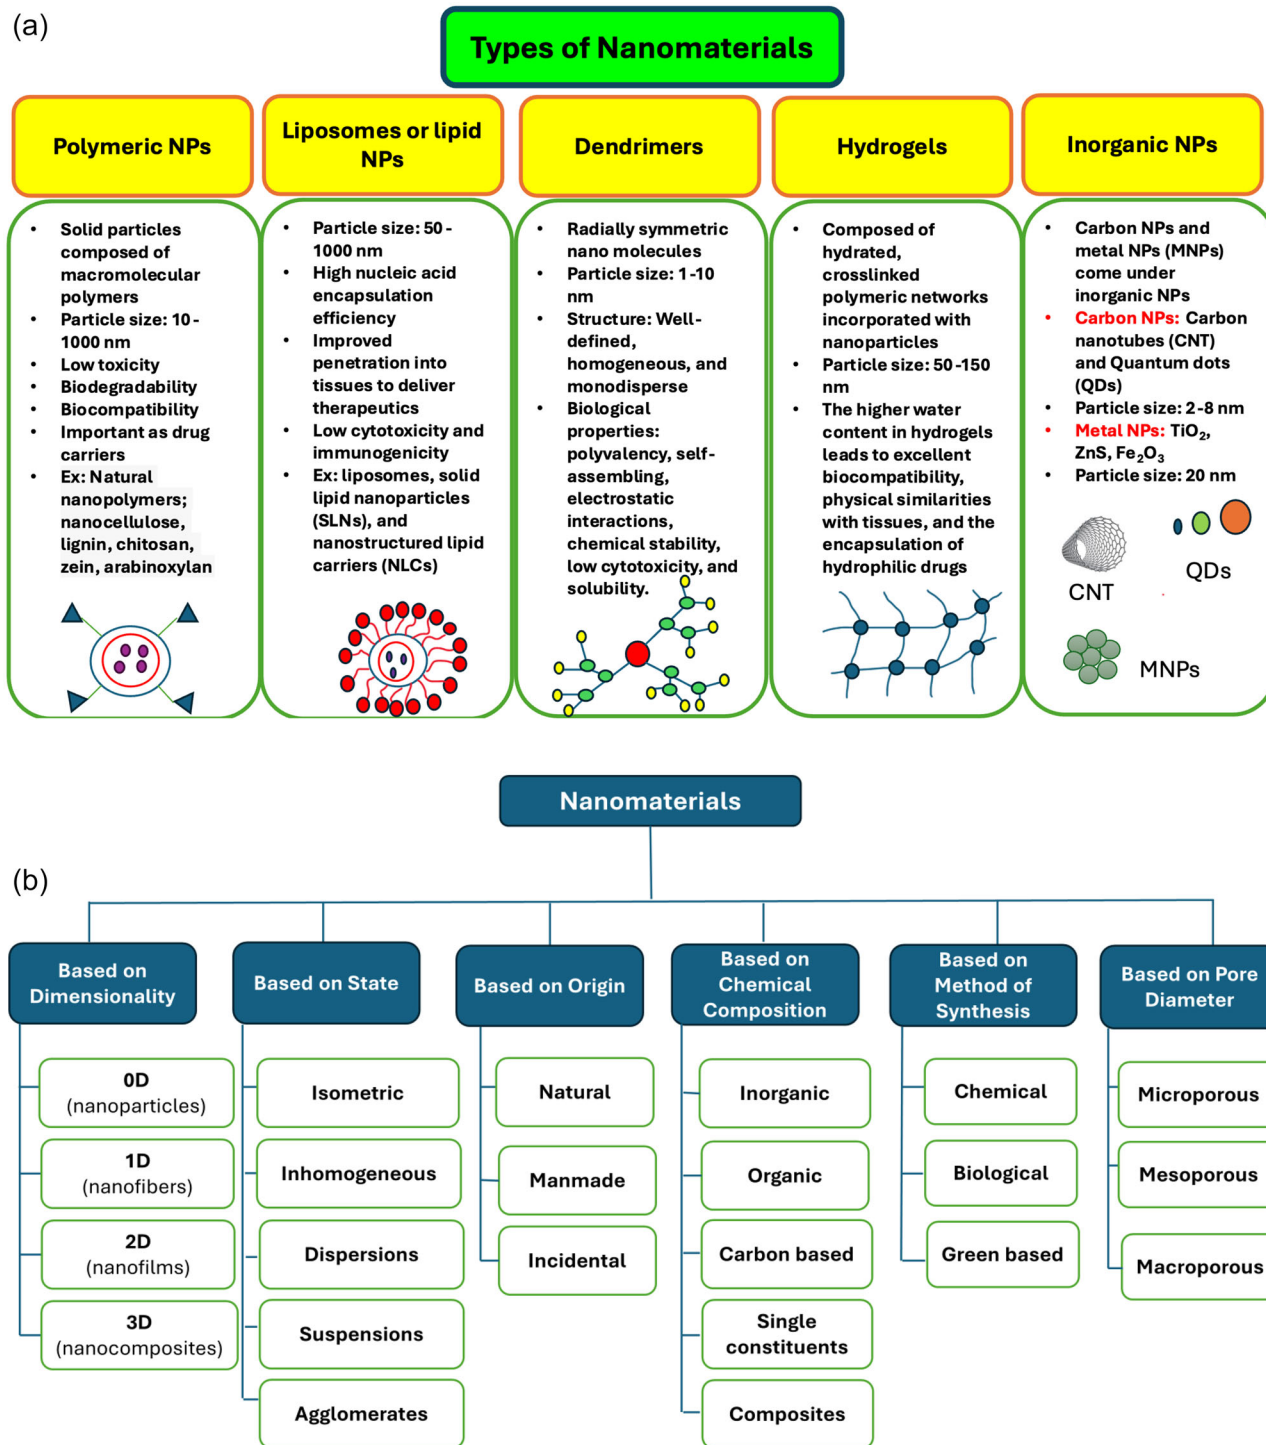 (a)
Types of Nanomaterials
Polymeric NPs
• Solid particles
composed of
macromolecular
polymers
• Particle size: 10-
1000 nm
• Low toxicity
• Biodegradability
• Biocompatibility
• Important as drug
carriers
• Ex: Natural
nanopolymers;
nanocellulose,
lignin, chitosan,
zein, arabinoxylan
Liposomes or lipid
NPs
• Particle size: 50-
1000 nm
• High nucleic acid
encapsulation
efficiency
• Improved
penetration into
tissues to deliver
therapeutics
• Low cytotoxicity and
immunogenicity
• Ex: liposomes, solid
lipid nanoparticles
(SLNs), and
nanostructured lipid
carriers (NLCs)
Dendrimers
• Radially symmetric
nano molecules
• Particle size: 1-10
nm
• Structure: Well-
defined,
homogeneous, and
monodisperse
• Biological
properties:
polyvalency, self-
assembling,
electrostatic
interactions,
chemical stability,
low cytotoxicity, and
solubility.
Hydrogels
• Composed of
hydrated,
crosslinked
polymeric networks
incorporated with
nanoparticles
• Particle size: 50-150
nm
• The higher water
content in hydrogels
leads to excellent
biocompatibility,
physical similarities
with tissues, and the
encapsulation of
hydrophilic drugs
Inorganic NPs
• Carbon NPs and
metal NPs (MNPs)
come under
inorganic NPs
• Carbon NPs: Carbon
nanotubes (CNT)
and Quantum dots
(QDs)
• Particle size: 2-8 nm
• Metal NPs: TiO₂,
ZnS, Fe₂O₃
• Particle size: 20 nm
CNT
QDs
MNPs
(b)
Nanomaterials
Based on
Dimensionality
0D
(nanoparticles)
1D
(nanofibers)
2D
(nanofilms)
3D
(nanocomposites)
Based on State
Isometric
Inhomogeneous
Dispersions
Suspensions
Agglomerates
Based on Origin
Natural
Manmade
Incidental
Based on
Chemical
Composition
Inorganic
Organic
Carbon based
Single
constituents
Composites
Based on
Method of
Synthesis
Chemical
Biological
Green based
Based on Pore
Diameter
Microporous
Mesoporous
Macroporous